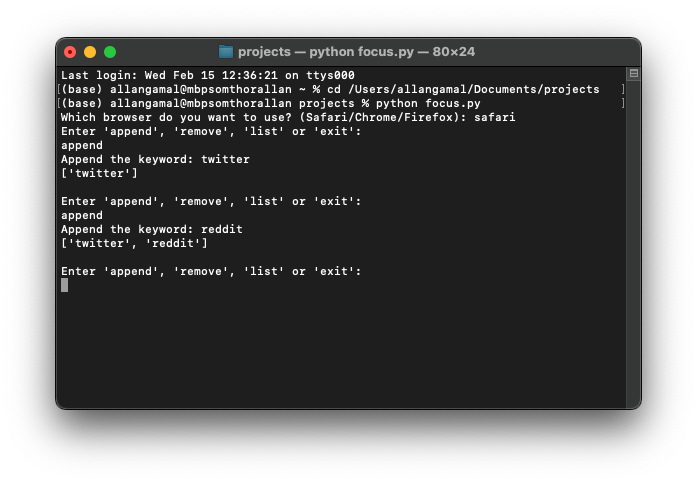 projects — python focus.py — 80×24
Last login: Wed Feb 15 12:36:21 on ttys000
[(base) allangamal@mbpsomthorallan ~ % cd /Users/allangamal/Documents/projects ]
[(base) allangamal@mbpsomthorallan projects % python focus.py ]
Which browser do you want to use? (Safari/Chrome/Firefox): safari
Enter 'append', 'remove', 'list' or 'exit':
append
Append the keyword: twitter
['twitter']
Enter 'append', 'remove', 'list' or 'exit':
append
Append the keyword: reddit
['twitter', 'reddit']
Enter 'append', 'remove', 'list' or 'exit':